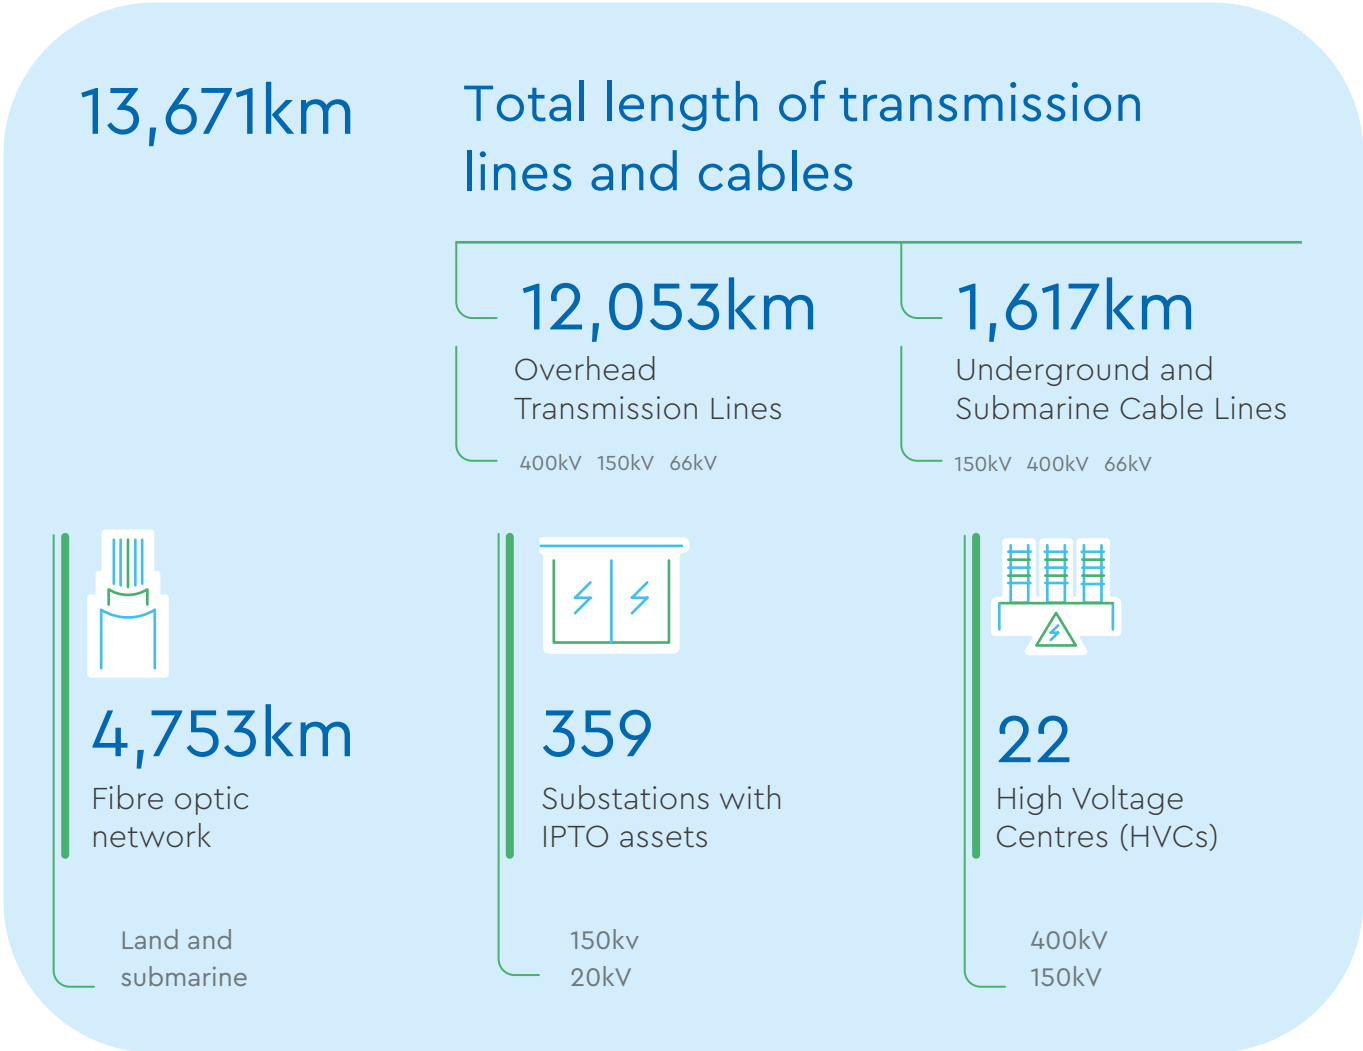 13,671km
Total length of transmission
lines and cables
12,053km
Overhead
Transmission Lines
400kV 150kV 66kV
1,617km
Underground and
Submarine Cable Lines
150kV 400kV 66kV
4,753km
Fibre optic
network
Land and
submarine
359
Substations with
IPTO assets
150kv
20kV
22
High Voltage
Centres (HVCs)
400kV
150kV